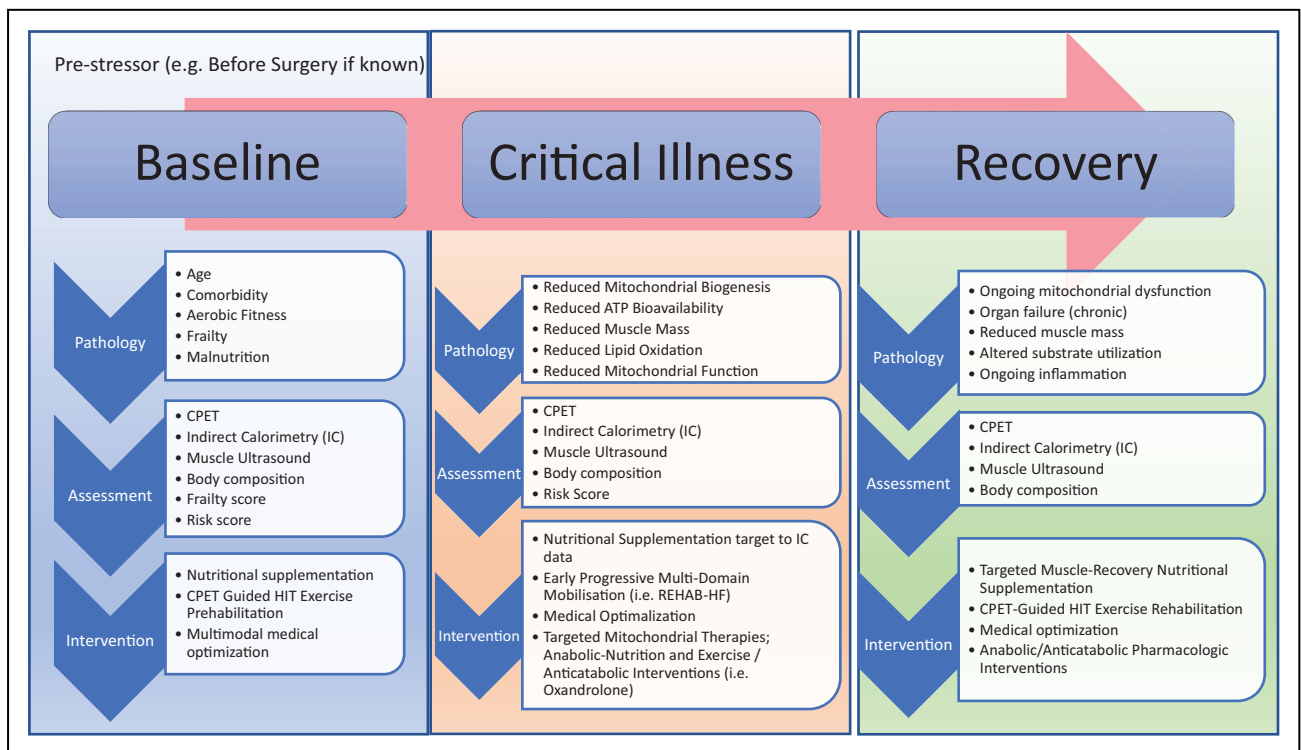 Pre-stressor (e.g. Before Surgery if known)
Baseline
Critical Illness
Recovery
Pathology
• Age
• Comorbidity
• Aerobic Fitness
• Frailty
• Malnutrition
Assessment
• CPET
• Indirect Calorimetry (IC)
• Muscle Ultrasound
• Body composition
• Frailty score
• Risk score
Intervention
• Nutritional supplementation
• CPET Guided HIT Exercise
Prehabilitation
• Multimodal medical
optimization
Pathology
• Reduced Mitochondrial Biogenesis
• Reduced ATP Bioavailability
• Reduced Muscle Mass
• Reduced Lipid Oxidation
• Reduced Mitochondrial Function
Assessment
• CPET
• Indirect Calorimetry (IC)
• Muscle Ultrasound
• Body composition
• Risk Score
Intervention
• Nutritional Supplementation target to IC
data
• Early Progressive Multi-Domain
Mobilisation (i.e. REHAB-HF)
• Medical Optimalization
• Targeted Mitochondrial Therapies;
Anabolic-Nutrition and Exercise /
Anticatabolic Interventions (i.e.
Oxandrolone)
Pathology
• Ongoing mitochondrial dysfunction
• Organ failure (chronic)
• Reduced muscle mass
• Altered substrate utilization
• Ongoing inflammation
Assessment
• CPET
• Indirect Calorimetry (IC)
• Muscle Ultrasound
• Body composition
Intervention
• Targeted Muscle-Recovery Nutritional
Supplementation
• CPET-Guided HIT Exercise Rehabilitation
• Medical optimization
• Anabolic/Anticatabolic Pharmacologic
Interventions